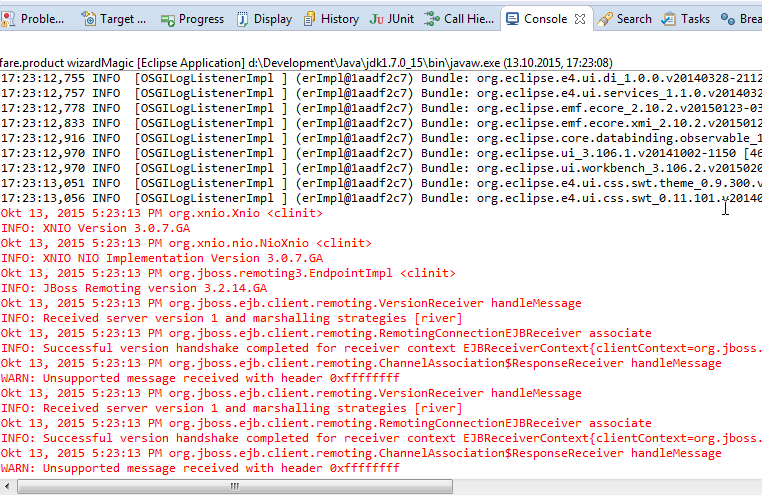 Proble... Target ... Progress Display History JUnit Call Hie... Console Search Tasks Brea
fare.product wizardMagic [Eclipse Application] d:\Development\Java\jdk1.7.0_15\bin\javaw.exe (13.10.2015, 17:23:08)
17:23:12,755 INFO  [OSGILogListenerImpl ] (erImpl@1aadf2c7) Bundle: org.eclipse.e4.ui.di_1.0.0.v20140328-2112
17:23:12,757 INFO  [OSGILogListenerImpl ] (erImpl@1aadf2c7) Bundle: org.eclipse.e4.ui.services_1.1.0.v2014032
17:23:12,778 INFO  [OSGILogListenerImpl ] (erImpl@1aadf2c7) Bundle: org.eclipse.emf.ecore_2.10.2.v20150123-03
17:23:12,833 INFO  [OSGILogListenerImpl ] (erImpl@1aadf2c7) Bundle: org.eclipse.emf.ecore.xmi_2.10.2.v2015012
17:23:12,916 INFO  [OSGILogListenerImpl ] (erImpl@1aadf2c7) Bundle: org.eclipse.core.databinding.observable_1
17:23:12,970 INFO  [OSGILogListenerImpl ] (erImpl@1aadf2c7) Bundle: org.eclipse.ui_3.106.1.v20141002-1150 [46
17:23:12,970 INFO  [OSGILogListenerImpl ] (erImpl@1aadf2c7) Bundle: org.eclipse.ui.workbench_3.106.2.v2015020
17:23:13,051 INFO  [OSGILogListenerImpl ] (erImpl@1aadf2c7) Bundle: org.eclipse.e4.ui.css.swt.theme_0.9.300.v
17:23:13,056 INFO  [OSGILogListenerImpl ] (erImpl@1aadf2c7) Bundle: org.eclipse.e4.ui.css.swt_0.11.101.v20140
Okt 13, 2015 5:23:13 PM org.xnio.Xnio <clinit>
INFO: XNIO Version 3.0.7.GA
Okt 13, 2015 5:23:13 PM org.xnio.nio.NioXnio <clinit>
INFO: XNIO NIO Implementation Version 3.0.7.GA
Okt 13, 2015 5:23:13 PM org.jboss.remoting3.EndpointImpl <clinit>
INFO: JBoss Remoting version 3.2.14.GA
Okt 13, 2015 5:23:13 PM org.jboss.ejb.client.remoting.VersionReceiver handleMessage
INFO: Received server version 1 and marshalling strategies [river]
Okt 13, 2015 5:23:13 PM org.jboss.ejb.client.remoting.RemotingConnectionEJBReceiver associate
INFO: Successful version handshake completed for receiver context EJBReceiverContext{clientContext=org.jboss.
Okt 13, 2015 5:23:13 PM org.jboss.ejb.client.remoting.ChannelAssociation$ResponseReceiver handleMessage
WARN: Unsupported message received with header 0xffffffff
Okt 13, 2015 5:23:13 PM org.jboss.ejb.client.remoting.VersionReceiver handleMessage
INFO: Received server version 1 and marshalling strategies [river]
Okt 13, 2015 5:23:13 PM org.jboss.ejb.client.remoting.RemotingConnectionEJBReceiver associate
INFO: Successful version handshake completed for receiver context EJBReceiverContext{clientContext=org.jboss.
Okt 13, 2015 5:23:13 PM org.jboss.ejb.client.remoting.ChannelAssociation$ResponseReceiver handleMessage
WARN: Unsupported message received with header 0xffffffff